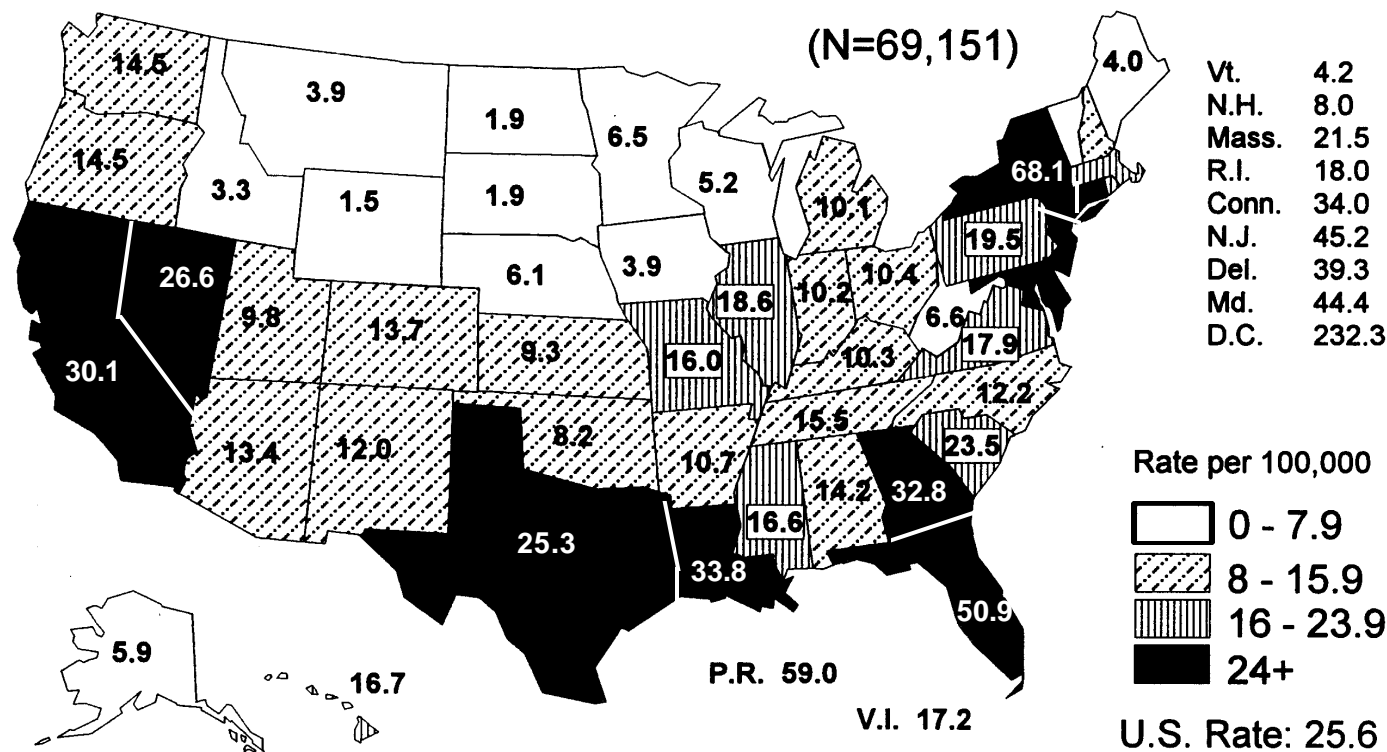 (N=69,151)
4.0
14.5
3.9
1.9
6.5
14.5
3.3
1.5
1.9
5.2
10.1
68.1
19.5
26.6
6.1
3.9
18.6
10.2
10.4
6.6
9.8
13.7
9.3
16.0
10.3
17.9
30.1
12.2
13.4
12.0
8.2
10.7
15.5
23.5
16.6
14.2
32.8
25.3
33.8
50.9
5.9
16.7
P.R. 59.0
V.I. 17.2
Vt. 4.2
N.H. 8.0
Mass. 21.5
R.I. 18.0
Conn. 34.0
N.J. 45.2
Del. 39.3
Md. 44.4
D.C. 232.3
Rate per 100,000
0 - 7.9
8 - 15.9
16 - 23.9
24+
U.S. Rate: 25.6